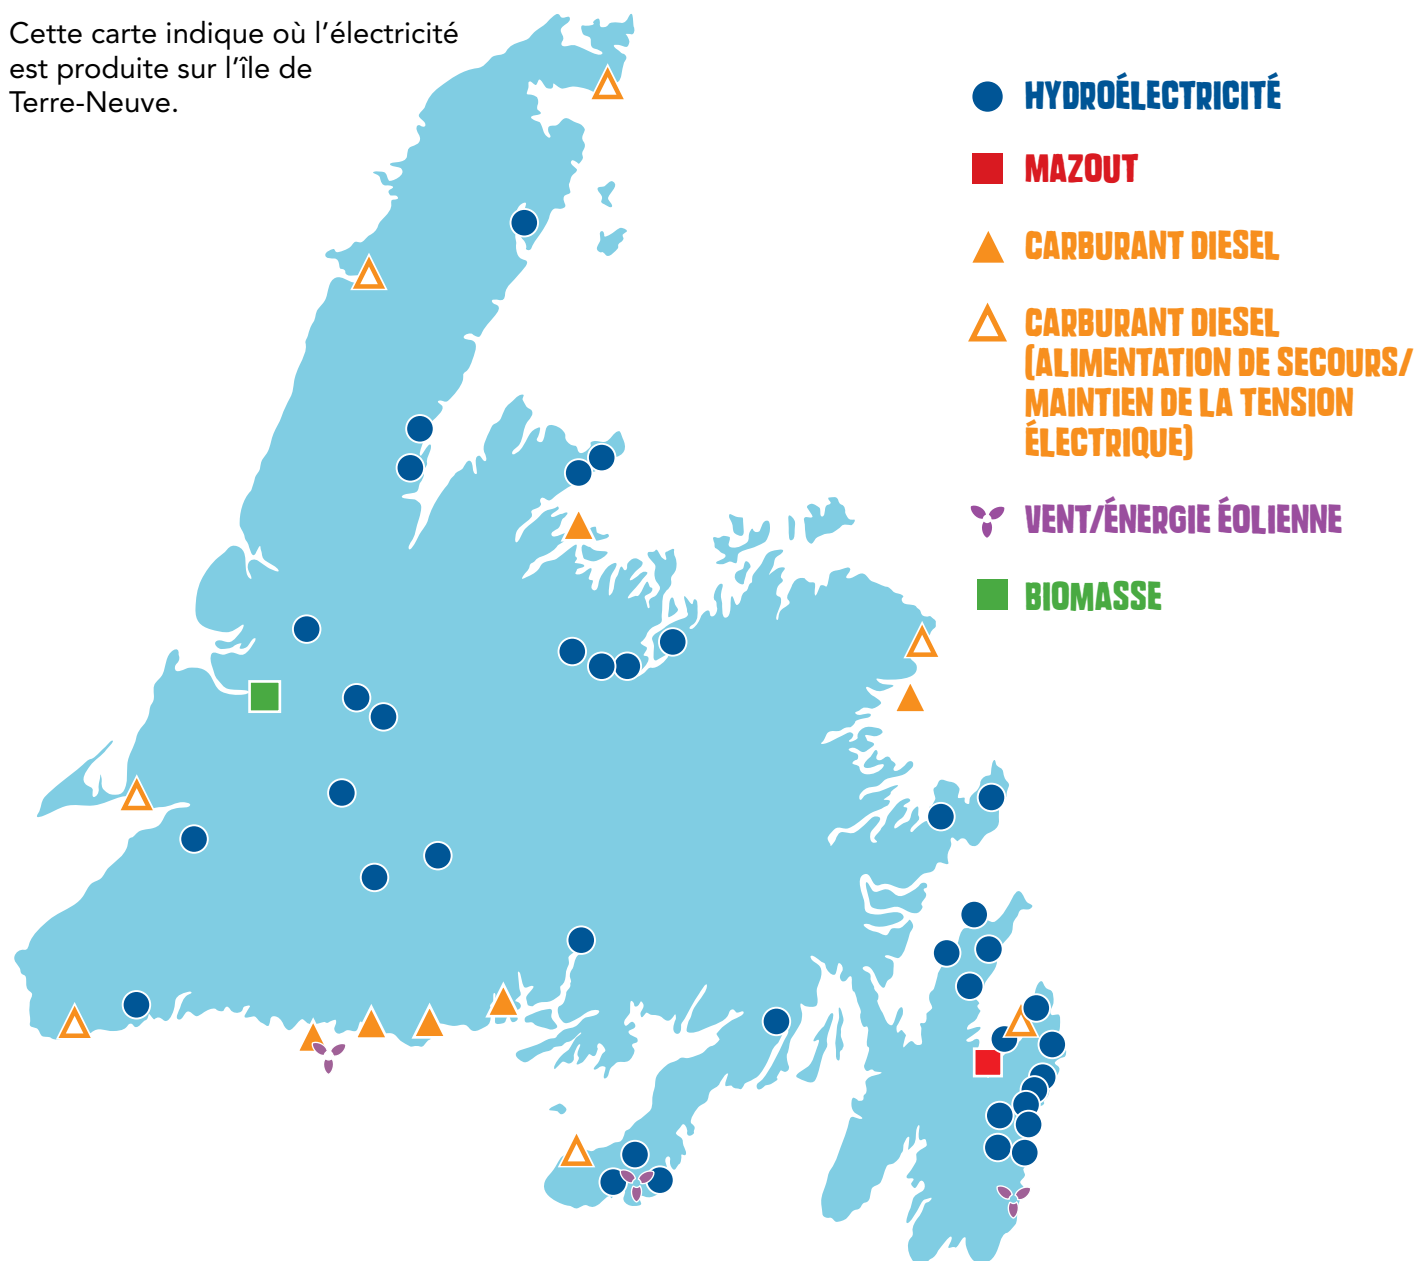 Cette carte indique où l'électricité
est produite sur l'île de
Terre-Neuve.
HYDROÉLECTRICITÉ
MAZOUT
CARBURANT DIESEL
CARBURANT DIESEL
(ALIMENTATION DE SECOURS/
MAINTIEN DE LA TENSION
ÉLECTRIQUE)
VENT/ÉNERGIE ÉOLIENNE
BIOMASSE